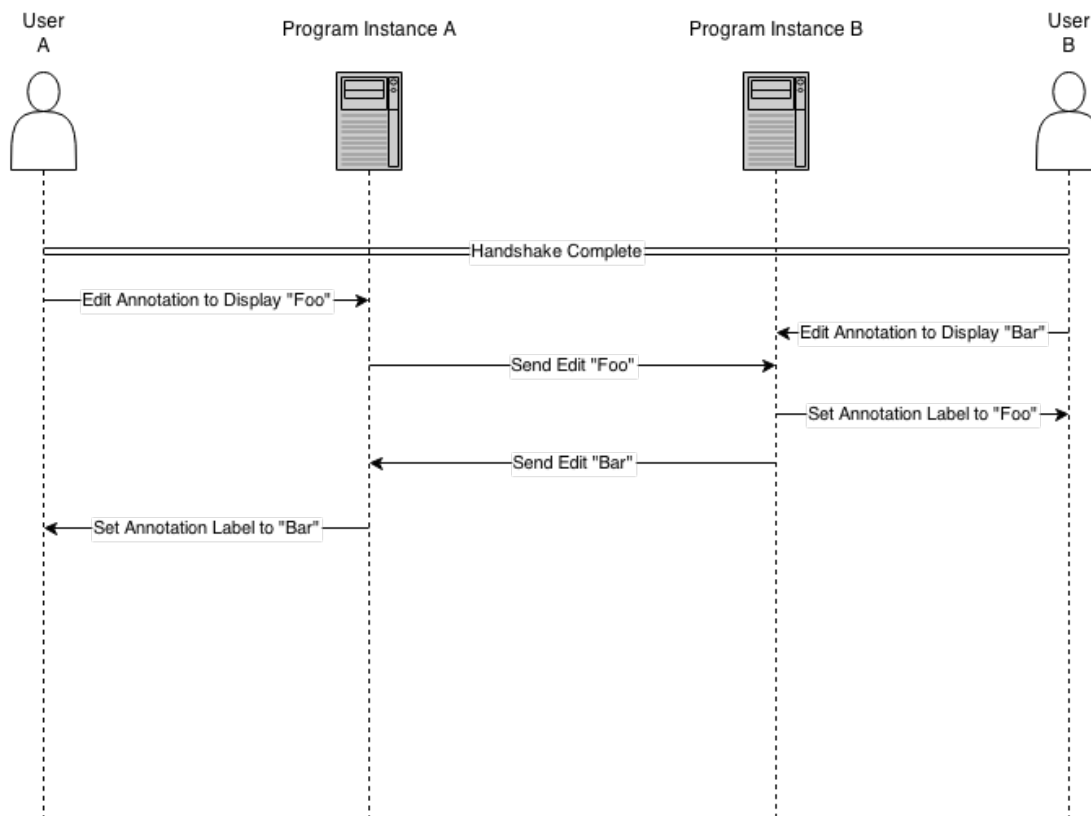 User
A
Program Instance A
Program Instance B
User
B
Handshake Complete
Edit Annotation to Display "Foo"
Edit Annotation to Display "Bar"
Send Edit "Foo"
Set Annotation Label to "Foo"
Send Edit "Bar"
Set Annotation Label to "Bar"